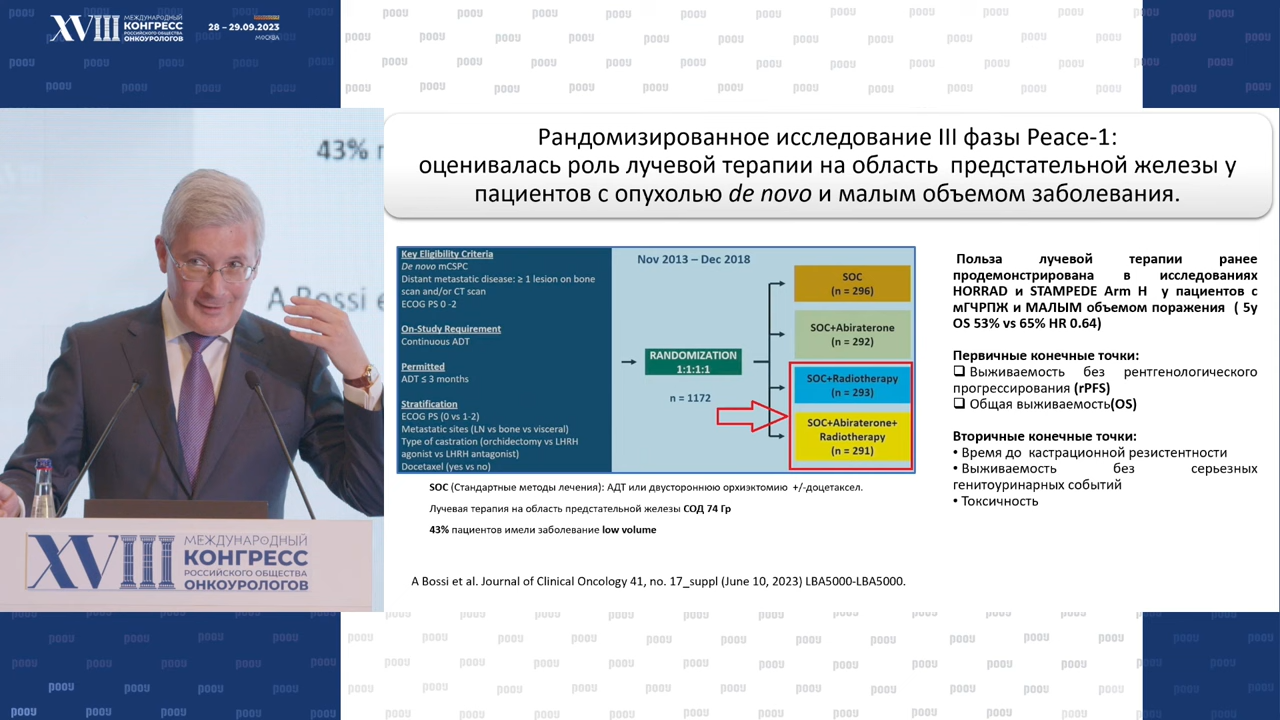 XVIII
МЕЖДУНАРОДНЫЙ
КОНГРЕСС
РОССИЙСКОГО ОБЩЕСТВА
ОНКОУРОЛОГОВ
28 – 29.09.2023
МОСКВА
43%
A Bossi e
Рандомизированное исследование III фазы Peace-1:
оценивалась роль лучевой терапии на область предстательной железы у
пациентов с опухолью de novo и малым объемом заболевания.
Key Eligibility Criteria
De novo mCSPC
Distant metastatic disease: ≥ 1 lesion on bone
scan and/or CT scan
ECOG PS 0 -2
On-Study Requirement
Continuous ADT
Permitted
ADT ≤ 3 months
Stratification
ECOG PS (0 vs 1-2)
Metastatic sites (LN vs bone vs visceral)
Type of castration (orchidectomy vs LHRH
agonist vs LHRH antagonist)
Docetaxel (yes vs no)
Nov 2013 – Dec 2018
RANDOMIZATION
1:1:1:1
n = 1172
SOC
(n = 296)
SOC+Abiraterone
(n = 292)
SOC+Radiotherapy
(n = 293)
SOC+Abiraterone+
Radiotherapy
(n = 291)
SOC (Стандартные методы лечения): АДТ или двустороннюю орхиэктомию +/-доцетаксел.
Лучевая терапия на область предстательной железы СОД 74 Гр
43% пациентов имели заболевание low volume
A Bossi et al. Journal of Clinical Oncology 41, no. 17_suppl (June 10, 2023) LBA5000-LBA5000.
Польза лучевой терапии ранее
продемонстрирована в исследованиях
HORRAD и STAMPEDE Arm H у пациентов с
мГЧРПЖ и МАЛЫМ объемом поражения ( 5y
OS 53% vs 65% HR 0.64)
Первичные конечные точки:
❑ Выживаемость без рентгенологического
прогрессирования (rPFS)
❑ Общая выживаемость(OS)
Вторичные конечные точки:
• Время до кастрационной резистентности
• Выживаемость без серьезных
генитоуринарных событий
• Токсичность
XVIII
МЕЖДУНАРОДНЫЙ
КОНГРЕСС
РОССИЙСКОГО ОБЩЕСТВА
ОНКОУРОЛОГОВ